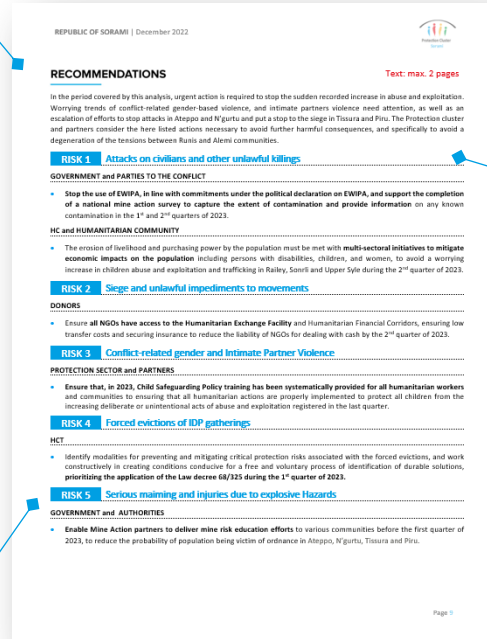 REPUBLIC OF SORAMI | December 2022
Protection Cluster
RECOMMENDATIONS
Text: max. 2 pages
In the period covered by this analysis, urgent action is required to stop the sudden recorded increase in abuse and exploitation.
Worrying trends of conflict-related gender-based violence, and intimate partners violence need attention, as well as an
escalation of efforts to stop attacks in Ateppo and N'gurtu and put a stop to the siege in Tissura and Piru. The Protection cluster
and partners consider the here listed actions necessary to avoid further harmful consequences, and specifically to avoid a
degeneration of the tensions between Runis and Alemi communities.
RISK 1 Attacks on civilians and other unlawful killings
GOVERNMENT and PARTIES TO THE CONFLICT
• Stop the use of EWIPA, in line with commitments under the political declaration on EWIPA, and support the completion
of a national mine action survey to capture the extent of contamination and provide information on any known
contamination in the 1st and 2nd quarters of 2023.
HC and HUMANITARIAN COMMUNITY
• The erosion of livelihood and purchasing power by the population must be met with multi-sectoral initiatives to mitigate
economic impacts on the population including persons with disabilities, children, and women, to avoid a worrying
increase in children abuse and exploitation and trafficking in Railey, Sonrli and Upper Syle during the 2nd quarter of 2023.
RISK 2 Siege and unlawful impediments to movements
DONORS
• Ensure all NGOs have access to the Humanitarian Exchange Facility and Humanitarian Financial Corridors, ensuring low
transfer costs and securing insurance to reduce the liability of NGOs for dealing with cash by the 2nd quarter of 2023.
RISK 3 Conflict-related gender and Intimate Partner Violence
PROTECTION SECTOR and PARTNERS
• Ensure that, in 2023, Child Safeguarding Policy training has been systematically provided for all humanitarian workers
and communities to ensuring that all humanitarian actions are properly implemented to protect all children from the
increasing deliberate or unintentional acts of abuse and exploitation registered in the last quarter.
RISK 4 Forced evictions of IDP gatherings
HCT
• Identify modalities for preventing and mitigating critical protection risks associated with the forced evictions, and work
constructively in creating conditions conducive for a free and voluntary process of identification of durable solutions,
prioritizing the application of the Law decree 68/325 during the 1st quarter of 2023.
RISK 5 Serious maiming and injuries due to explosive Hazards
GOVERNMENT and AUTHORITIES
• Enable Mine Action partners to deliver mine risk education efforts to various communities before the first quarter of
2023, to reduce the probability of population being victim of ordnance in Ateppo, N'gurtu, Tissura and Piru.
Page 9